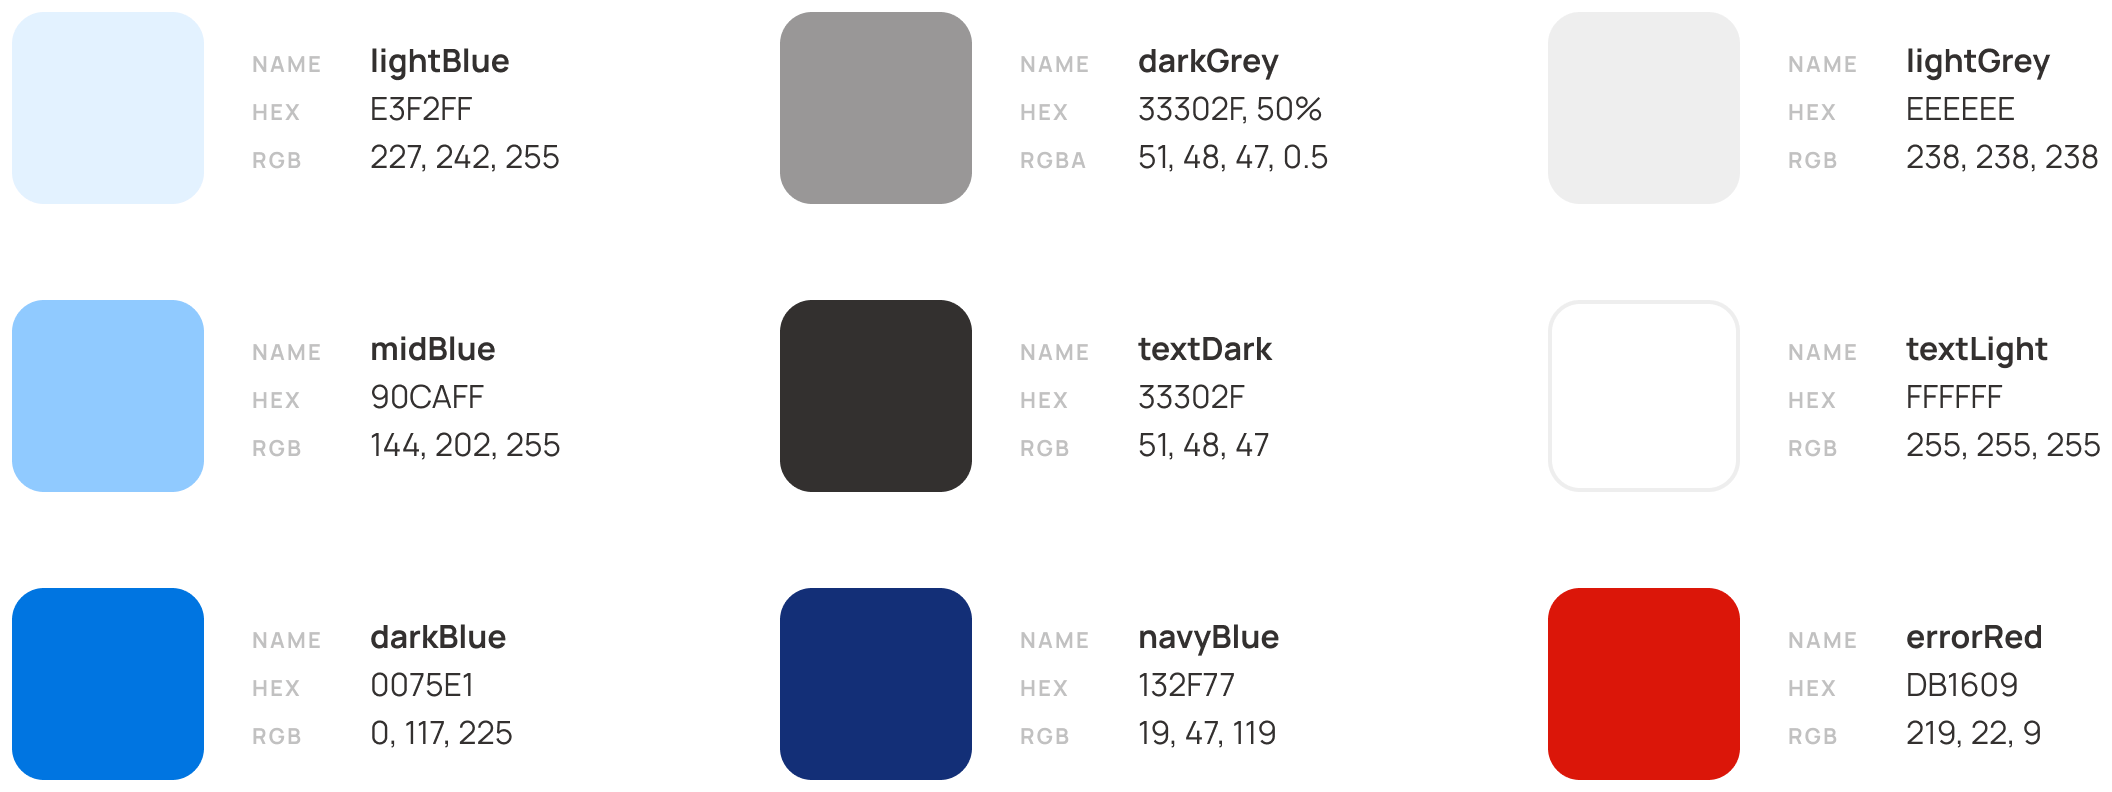 NAME lightBlue
HEX E3F2FF
RGB 227, 242, 255
NAME darkGrey
HEX 33302F, 50%
RGBA 51, 48, 47, 0.5
NAME lightGrey
HEX EEEEEE
RGB 238, 238, 238
NAME midBlue
HEX 90CAFF
RGB 144, 202, 255
NAME textDark
HEX 33302F
RGB 51, 48, 47
NAME textLight
HEX FFFFFF
RGB 255, 255, 255
NAME darkBlue
HEX 0075E1
RGB 0, 117, 225
NAME navyBlue
HEX 132F77
RGB 19, 47, 119
NAME errorRed
HEX DB1609
RGB 219, 22, 9